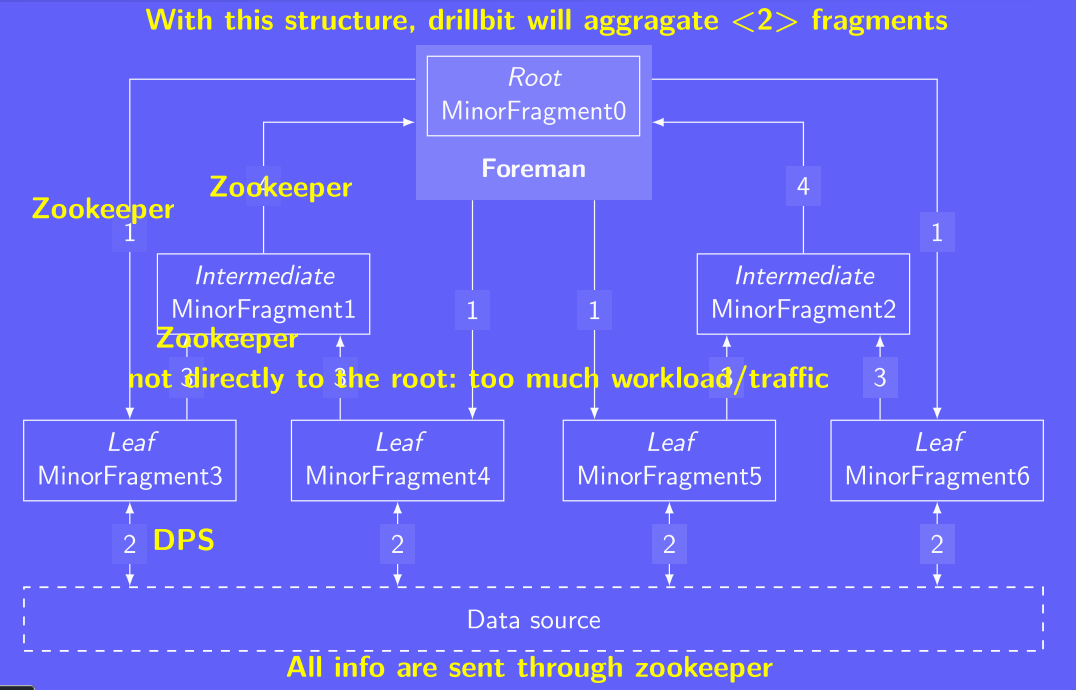 With this structure, drillbit will aggragate <2> fragments
Root
MinorFragment0
Foreman
4
Zookeeper
4
Zookeeper
1
1
Intermediate
MinorFragment1
Intermediate
MinorFragment2
1
1
Zookeeper
not directly to the root: too much workload/traffic
3
3
3
3
Leaf
MinorFragment3
Leaf
MinorFragment4
Leaf
MinorFragment5
Leaf
MinorFragment6
2
DPS
2
2
2
Data source
All info are sent through zookeeper